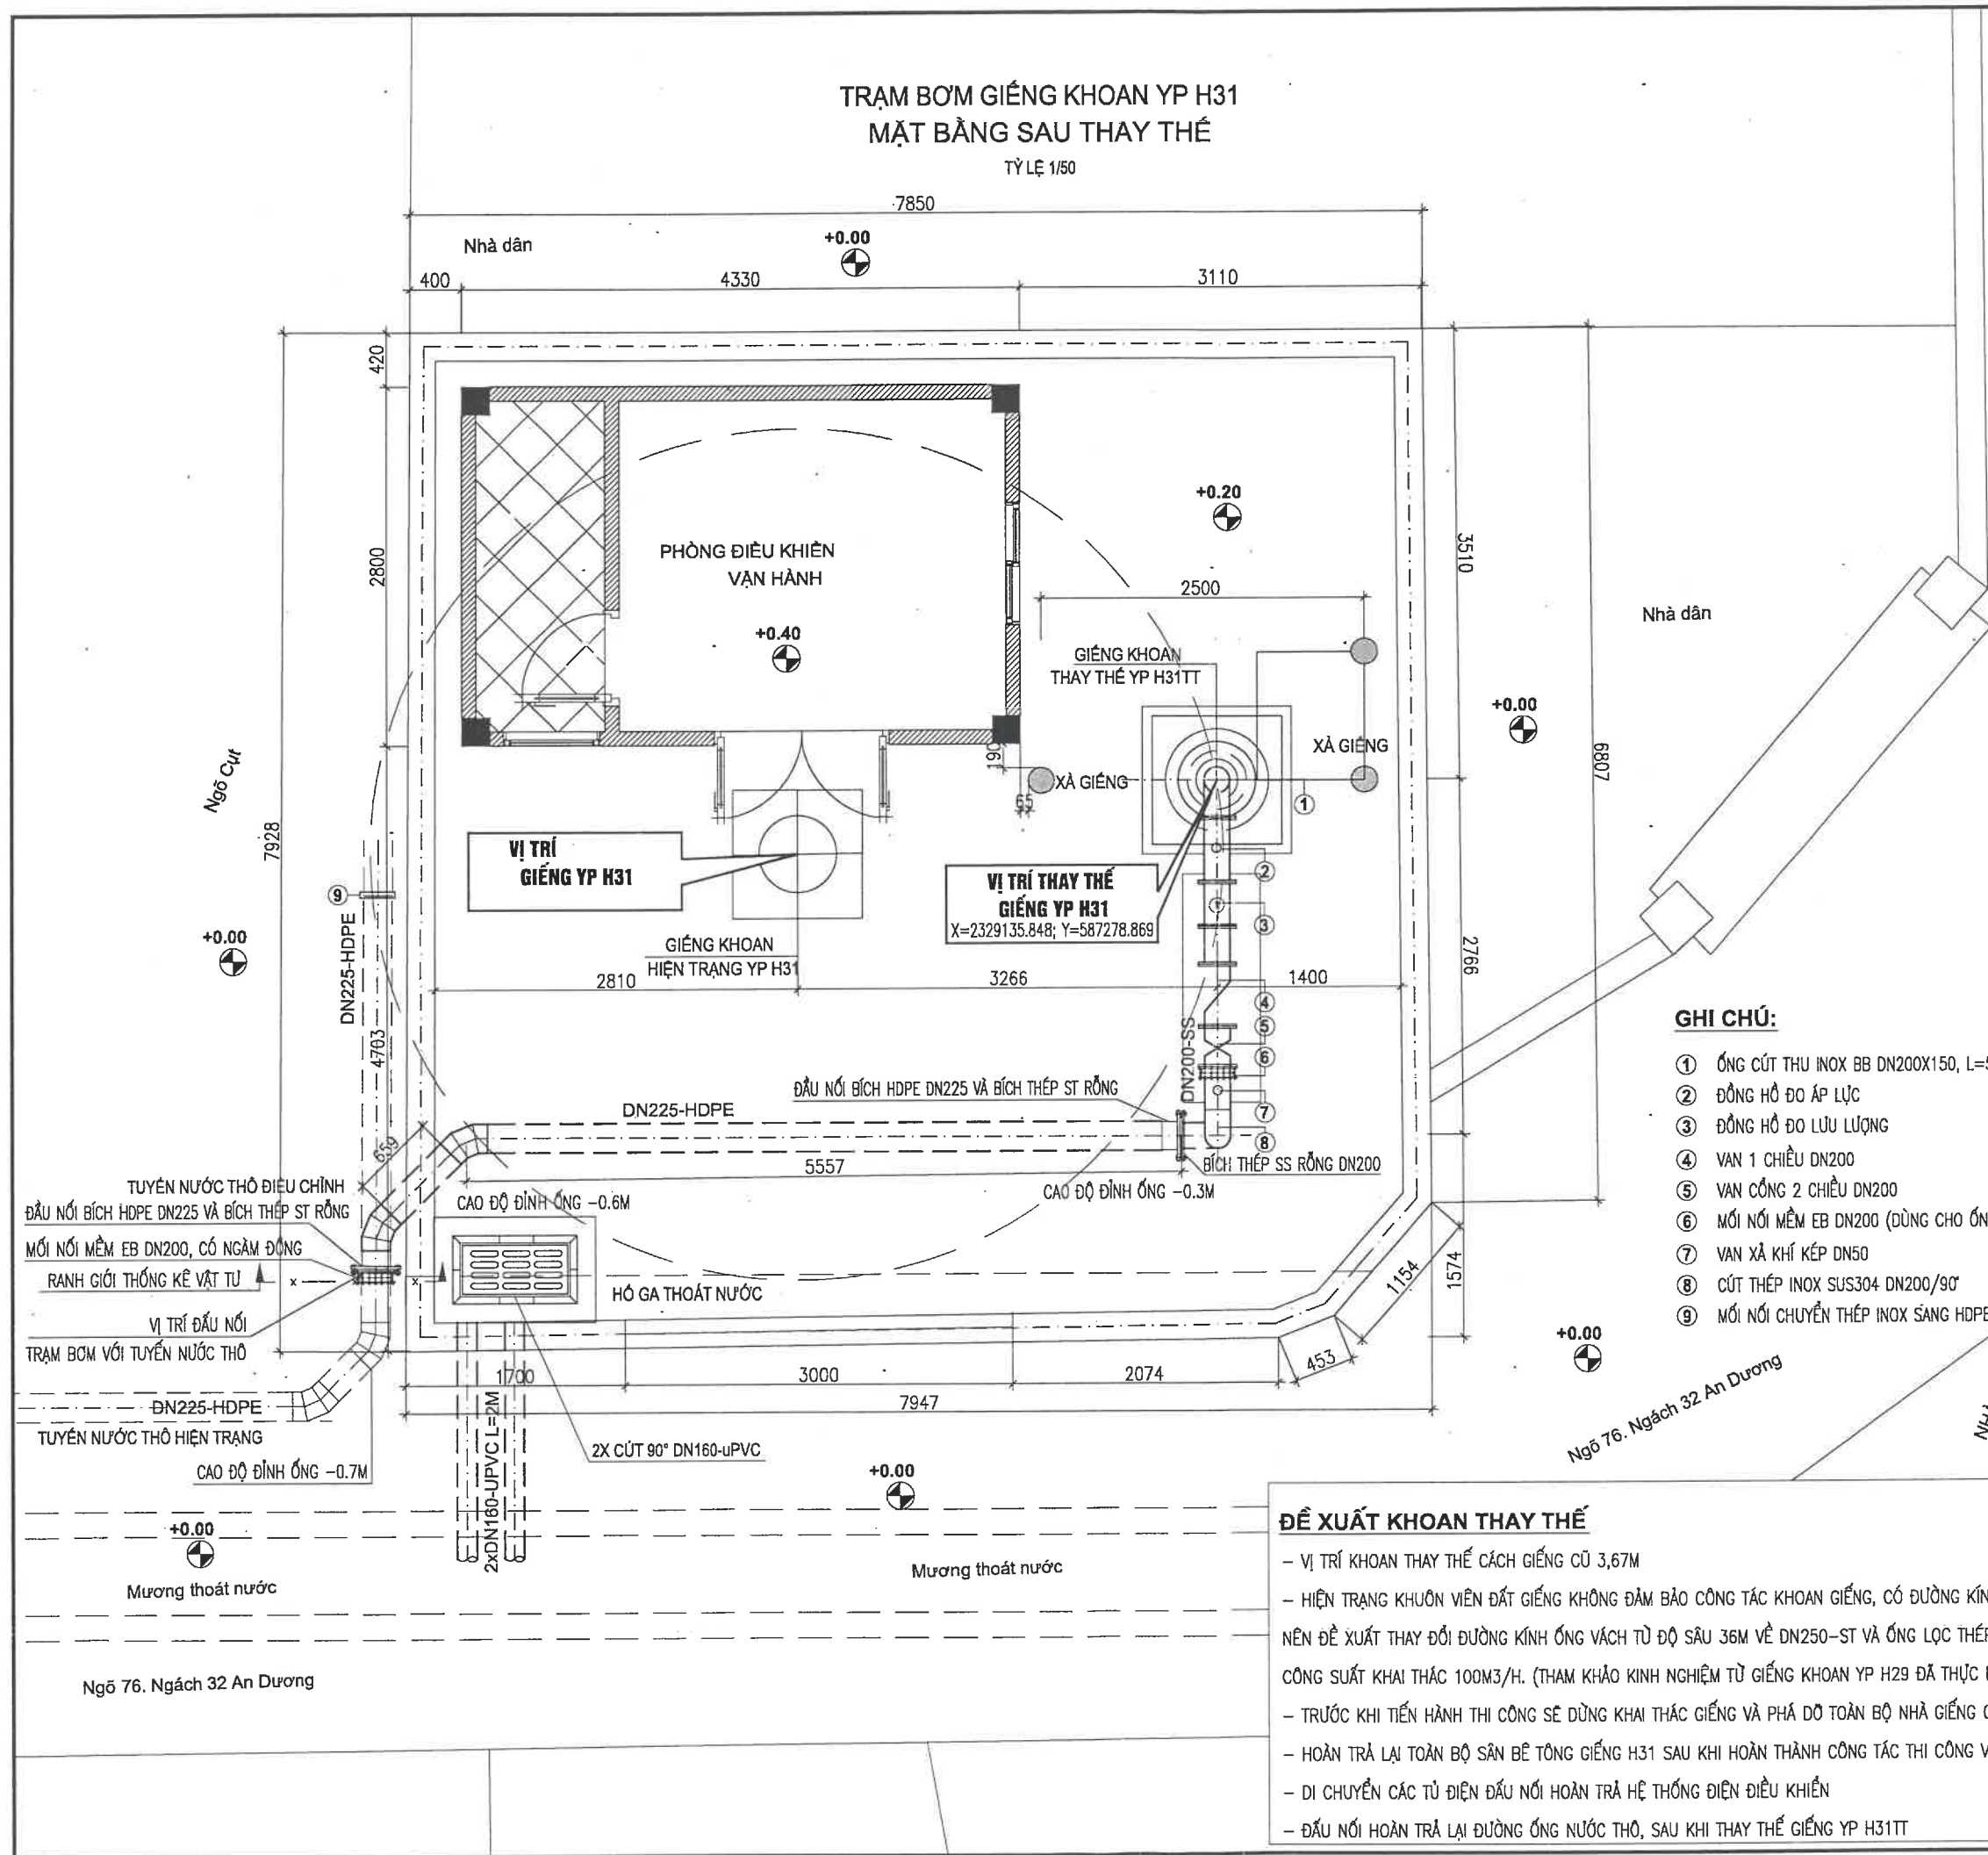 TRẠM BƠM GIẾNG KHOAN YP H31
MẶT BẰNG SAU THAY THẾ
TỶ LỆ 1/50
7850
Nhà dân
+0.00
400
4330
3110
420
2800
7928
PHÒNG ĐIỀU KHIỂN
VẬN HÀNH
+0.40
+0.20
2500
3510
6807
Nhà dân
GIẾNG KHOAN
THAY THẾ YP H31TT
+0.00
XẢ GIẾNG
190
XẢ GIẾNG
65
1
Ngõ Cụt
VỊ TRÍ
GIẾNG YP H31
VỊ TRÍ THAY THẾ
GIẾNG YP H31
X=2329135.848; Y=587278.869
2
3
9
DN225-HDPE
+0.00
GIẾNG KHOAN
HIỆN TRẠNG YP H31
2810
3266
1400
2766
4
5
6
7
8
4703
DN200-SS
ĐẦU NỐI BÍCH HDPE DN225 VÀ BÍCH THÉP ST RỖNG
DN225-HDPE
5557
BÍCH THÉP SS RỖNG DN200
659
CAO ĐỘ ĐỈNH ỐNG -0.6M
CAO ĐỘ ĐỈNH ỐNG -0.3M
TUYẾN NƯỚC THÔ ĐIỀU CHỈNH
ĐẦU NỐI BÍCH HDPE DN225 VÀ BÍCH THÉP ST RỖNG
MỐI NỐI MỀM EB DN200, CÓ NGÀM ĐỒNG
RANH GIỚI THỐNG KÊ VẬT TƯ
x
x
HỐ GA THOÁT NƯỚC
VỊ TRÍ ĐẤU NỐI
TRẠM BƠM VỚI TUYẾN NƯỚC THÔ
1154
1574
453
1700
3000
2074
7947
DN225-HDPE
TUYẾN NƯỚC THÔ HIỆN TRẠNG
CAO ĐỘ ĐỈNH ỐNG -0.7M
2xDN160-UPVC L=2M
2X CÚT 90° DN160-uPVC
+0.00
+0.00
Mương thoát nước
Mương thoát nước
Ngõ 76. Ngách 32 An Dương
GHI CHÚ:
1 ỐNG CÚT THU INOX BB DN200X150, L=
2 ĐỒNG HỒ ĐO ÁP LỰC
3 ĐỒNG HỒ ĐO LƯU LƯỢNG
4 VAN 1 CHIỀU DN200
5 VAN CỔNG 2 CHIỀU DN200
6 MỐI NỐI MỀM EB DN200 (DÙNG CHO ỐN
7 VAN XẢ KHÍ KÉP DN50
8 CÚT THÉP INOX SUS304 DN200/90°
9 MỐI NỐI CHUYỂN THÉP INOX SANG HDPE
+0.00
Ngõ 76. Ngách 32 An Dương
ĐỀ XUẤT KHOAN THAY THẾ
- VỊ TRÍ KHOAN THAY THẾ CÁCH GIẾNG CŨ 3,67M
- HIỆN TRẠNG KHUÔN VIÊN ĐẤT GIẾNG KHÔNG ĐẢM BẢO CÔNG TÁC KHOAN GIẾNG, CÓ ĐƯỜNG KÍN
NÊN ĐỀ XUẤT THAY ĐỔI ĐƯỜNG KÍNH ỐNG VÁCH TỪ ĐỘ SÂU 36M VỀ DN250-ST VÀ ỐNG LỌC THÉP
CÔNG SUẤT KHAI THÁC 100M3/H. (THAM KHẢO KINH NGHIỆM TỪ GIẾNG KHOAN YP H29 ĐÃ THỰC
- TRƯỚC KHI TIẾN HÀNH THI CÔNG SẼ DỪNG KHAI THÁC GIẾNG VÀ PHÁ DỠ TOÀN BỘ NHÀ GIẾNG
- HOÀN TRẢ LẠI TOÀN BỘ SÂN BÊ TÔNG GIẾNG H31 SAU KHI HOÀN THÀNH CÔNG TÁC THI CÔNG V
- DI CHUYỂN CÁC TỦ ĐIỆN ĐẤU NỐI HOÀN TRẢ HỆ THỐNG ĐIỆN ĐIỀU KHIỂN
- ĐẤU NỐI HOÀN TRẢ LẠI ĐƯỜNG ỐNG NƯỚC THÔ, SAU KHI THAY THẾ GIẾNG YP H31TT